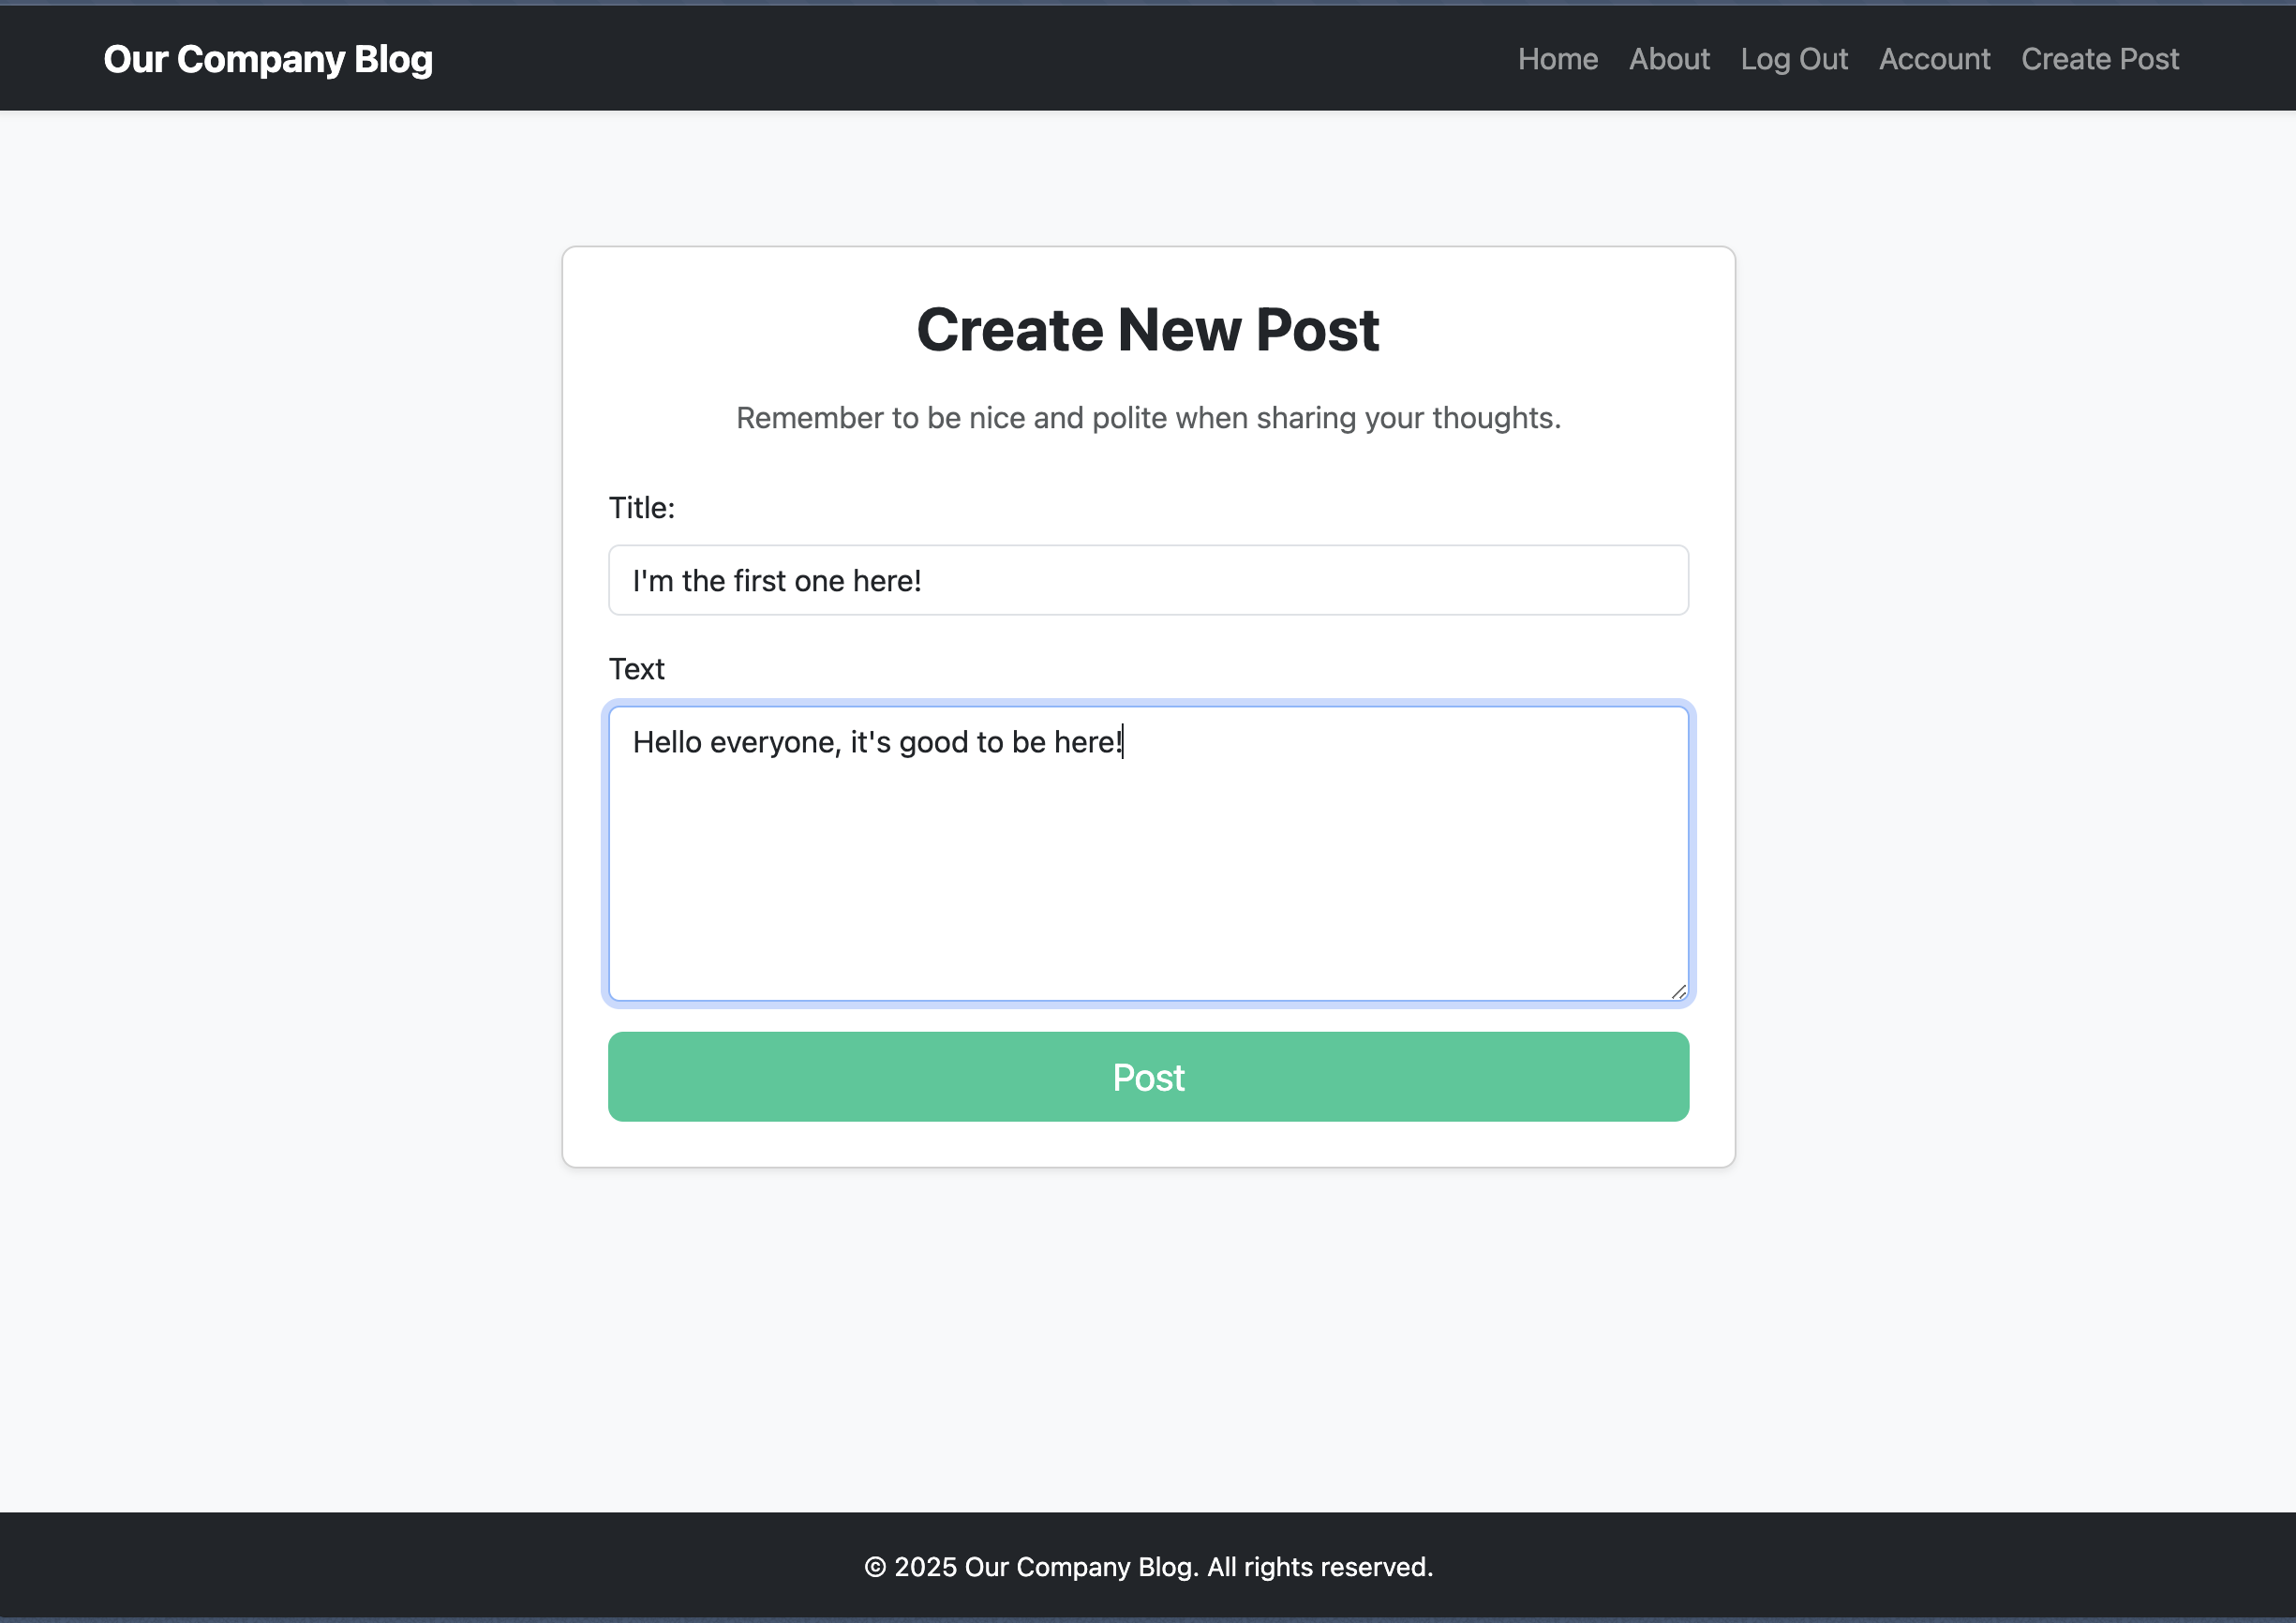 Our Company Blog
Home About Log Out Account Create Post
Create New Post
Remember to be nice and polite when sharing your thoughts.
Title:
I'm the first one here!
Text
Hello everyone, it's good to be here!
Post
© 2025 Our Company Blog. All rights reserved.